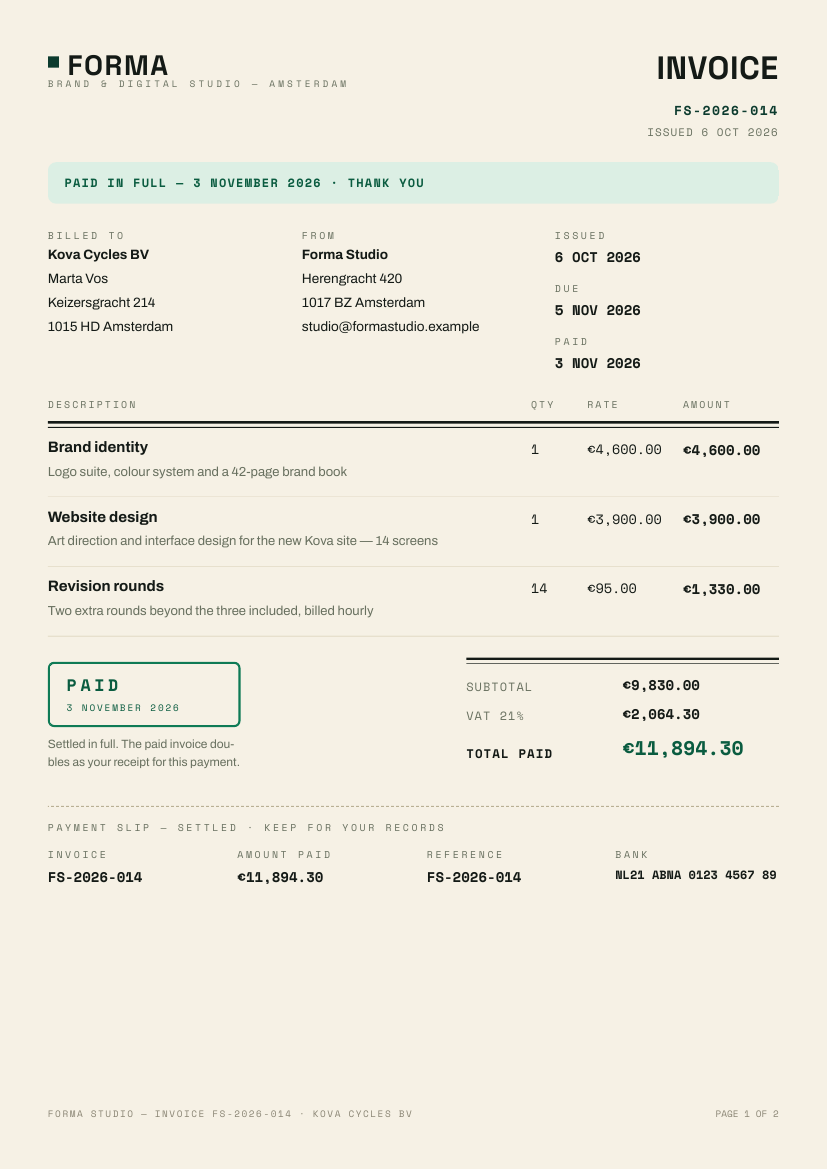 FORMA
BRAND & DIGITAL STUDIO — AMSTERDAM
INVOICE
FS-2026-014
ISSUED 6 OCT 2026
PAID IN FULL — 3 NOVEMBER 2026 · THANK YOU
BILLED TO
Kova Cycles BV
Marta Vos
Keizersgracht 214
1015 HD Amsterdam
FROM
Forma Studio
Herengracht 420
1017 BZ Amsterdam
studio@formastudio.example
ISSUED
6 OCT 2026
DUE
5 NOV 2026
PAID
3 NOV 2026
DESCRIPTION QTY RATE AMOUNT
Brand identity 1 €4,600.00 €4,600.00
Logo suite, colour system and a 42-page brand book
Website design 1 €3,900.00 €3,900.00
Art direction and interface design for the new Kova site — 14 screens
Revision rounds 14 €95.00 €1,330.00
Two extra rounds beyond the three included, billed hourly
PAID
3 NOVEMBER 2026
Settled in full. The paid invoice dou-
bles as your receipt for this payment.
SUBTOTAL €9,830.00
VAT 21% €2,064.30
TOTAL PAID €11,894.30
PAYMENT SLIP — SETTLED · KEEP FOR YOUR RECORDS
INVOICE AMOUNT PAID REFERENCE BANK
FS-2026-014 €11,894.30 FS-2026-014 NL21 ABNA 0123 4567 89
FORMA STUDIO — INVOICE FS-2026-014 · KOVA CYCLES BV PAGE 1 OF 2